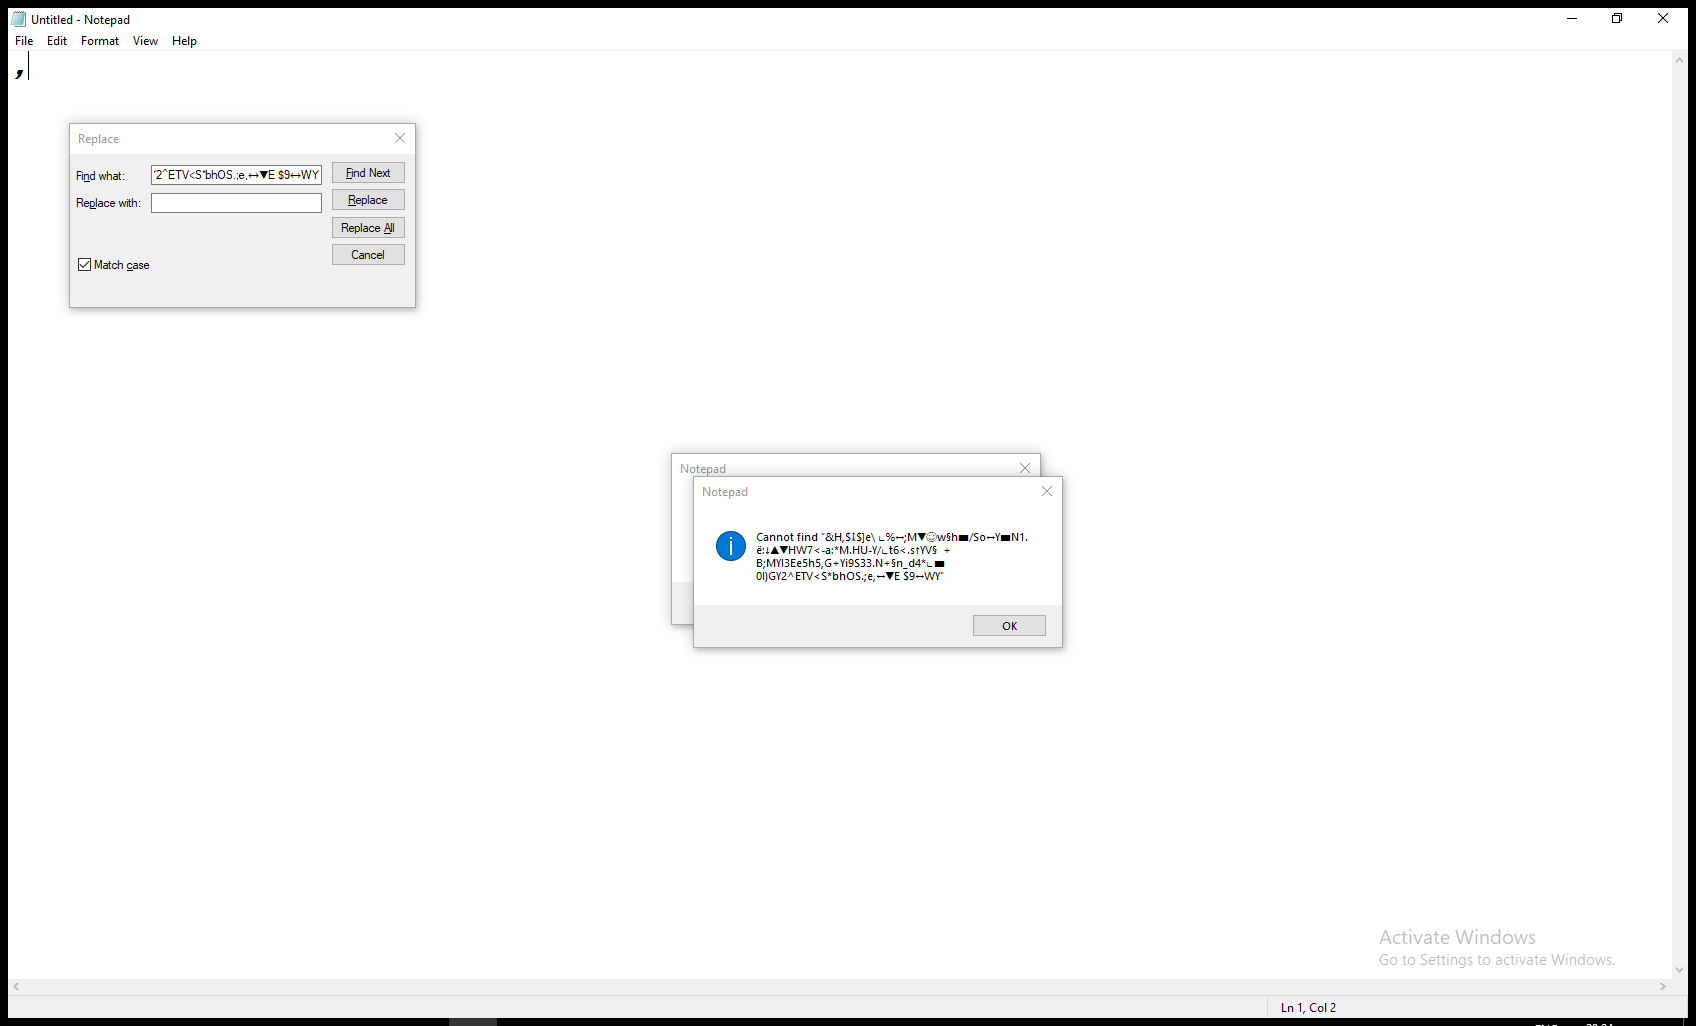 Untitled - Notepad
File Edit Format View Help
,
Replace
Find what: '2^ETV<S*bhOS.;e,↔▼E $9↔WY
Find Next
Replace with:
Replace
Replace All
Cancel
Match case
Notepad
Notepad
Cannot find "&H,$I$]e\∟%↔;M▼☺w§h■/So↔Y■N1.
ë:↓▲▼HW7<-a:*M.HU-Y/∟t6<.s↑YV§ +
B;MYI3Ee5h5,G+Yi9S33.N+§n_d4*∟■
0I)GY2^ETV<S*bhOS.;e,↔▼E $9↔WY"
OK
Activate Windows
Go to Settings to activate Windows.
Ln 1, Col 2